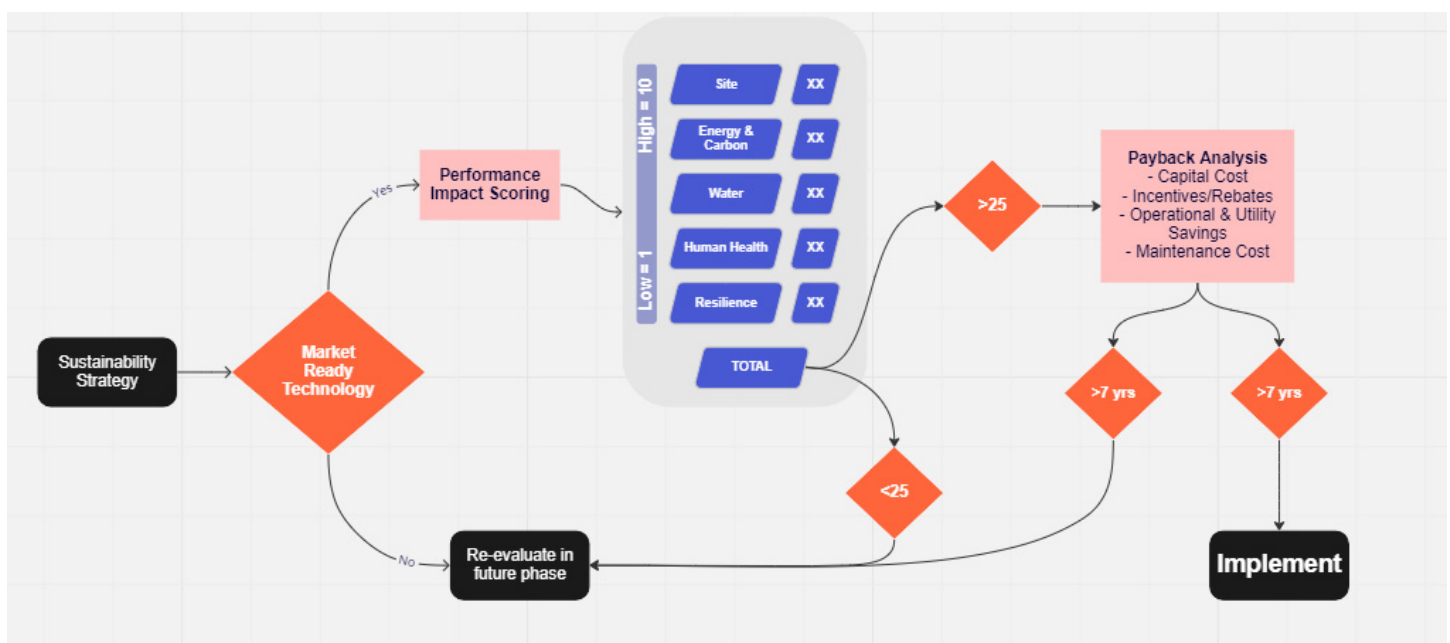 Sustainability
Strategy
Market
Ready
Technology
Yes
No
Performance
Impact Scoring
High = 10
Low = 1
Site
XX
Energy &
Carbon
XX
Water
XX
Human Health
XX
Resilience
XX
TOTAL
>25
<25
Payback Analysis
- Capital Cost
- Incentives/Rebates
- Operational & Utility
Savings
- Maintenance Cost
>7 yrs
>7 yrs
Re-evaluate in
future phase
Implement